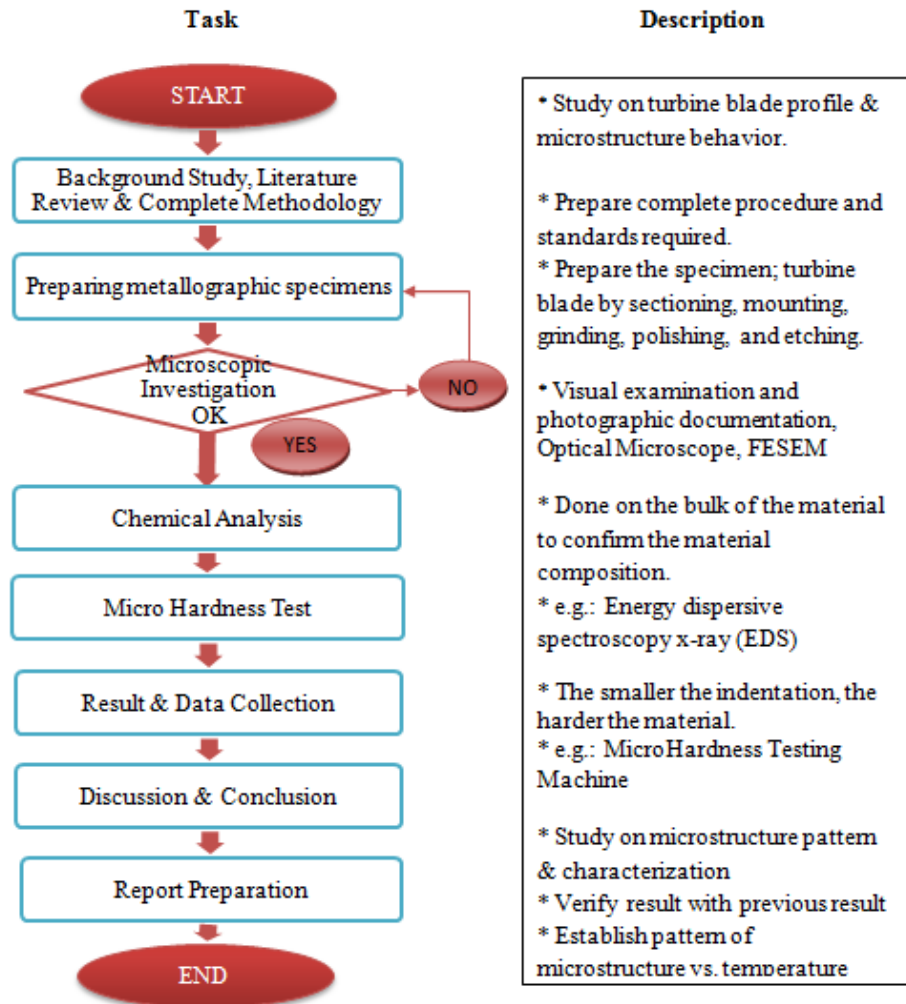 Task
START
Background Study, Literature
Review & Complete Methodology
Preparing metallographic specimens
Microscopic
Investigation
OK
NO
YES
Chemical Analysis
Micro Hardness Test
Result & Data Collection
Discussion & Conclusion
Report Preparation
END
Description
* Study on turbine blade profile &
microstructure behavior.
* Prepare complete procedure and
standards required.
* Prepare the specimen; turbine
blade by sectioning, mounting,
grinding, polishing, and etching.
* Visual examination and
photographic documentation,
Optical Microscope, FESEM
* Done on the bulk of the material
to confirm the material
composition.
* e.g.: Energy dispersive
spectroscopy x-ray (EDS)
* The smaller the indentation, the
harder the material.
* e.g.: Micro Hardness Testing
Machine
* Study on microstructure pattern
& characterization
* Verify result with previous result
* Establish pattern of
microstructure vs. temperature